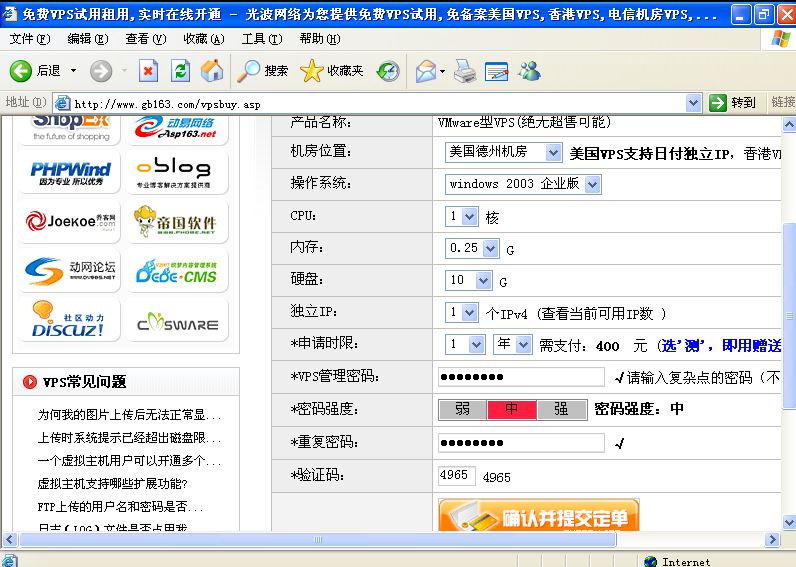 免费VPS试用租用,实时在线开通 - 光波网络为您提供免费VPS试用,免备案美国VPS,香港VPS,电信机房VPS,...
文件(F) 编辑(E) 查看(V) 收藏(A) 工具(T) 帮助(H)
后退 搜索 收藏夹
地址(D) http://www.gb163.com/vpsbuy.asp 转到 链接
ShopEx
the future of shopping
动易网络
Asp163.net
PHPWind
因为专业 所以优秀
oblog
专业博客解决方案提供商
Joekoe.com
乔客网
帝国软件
WWW.PHOME.NET
动网论坛
WWW.DVBBS.NET
织梦内容管理系统
DEDECMS
社区动力
DISCUZ!
CMSWARE
VPS常见问题
为何我的图片上传后无法正常显...
上传时系统提示已经超出磁盘限...
一个虚拟主机用户可以开通多个...
虚拟主机支持哪些扩展功能?
FTP上传的用户名和密码是否...
日志(LOG)文件是否占用我
产品名称: VMware型VPS(绝无超售可能)
机房位置: 美国德州机房 美国VPS支持日付独立IP，香港V
操作系统: windows 2003 企业版
CPU: 1 核
内存: 0.25 G
硬盘: 10 G
独立IP: 1 个IPv4 (查看当前可用IP数 )
*申请时限: 1 年 需支付: 400 元 (选'测'，即用赠送
*VPS管理密码: ●●●●●●●● √请输入复杂点的密码（不
*密码强度: 弱 中 强 密码强度: 中
*重复密码: ●●●●●●●● √
*验证码: 4965 4965
确认并提交定单
Internet